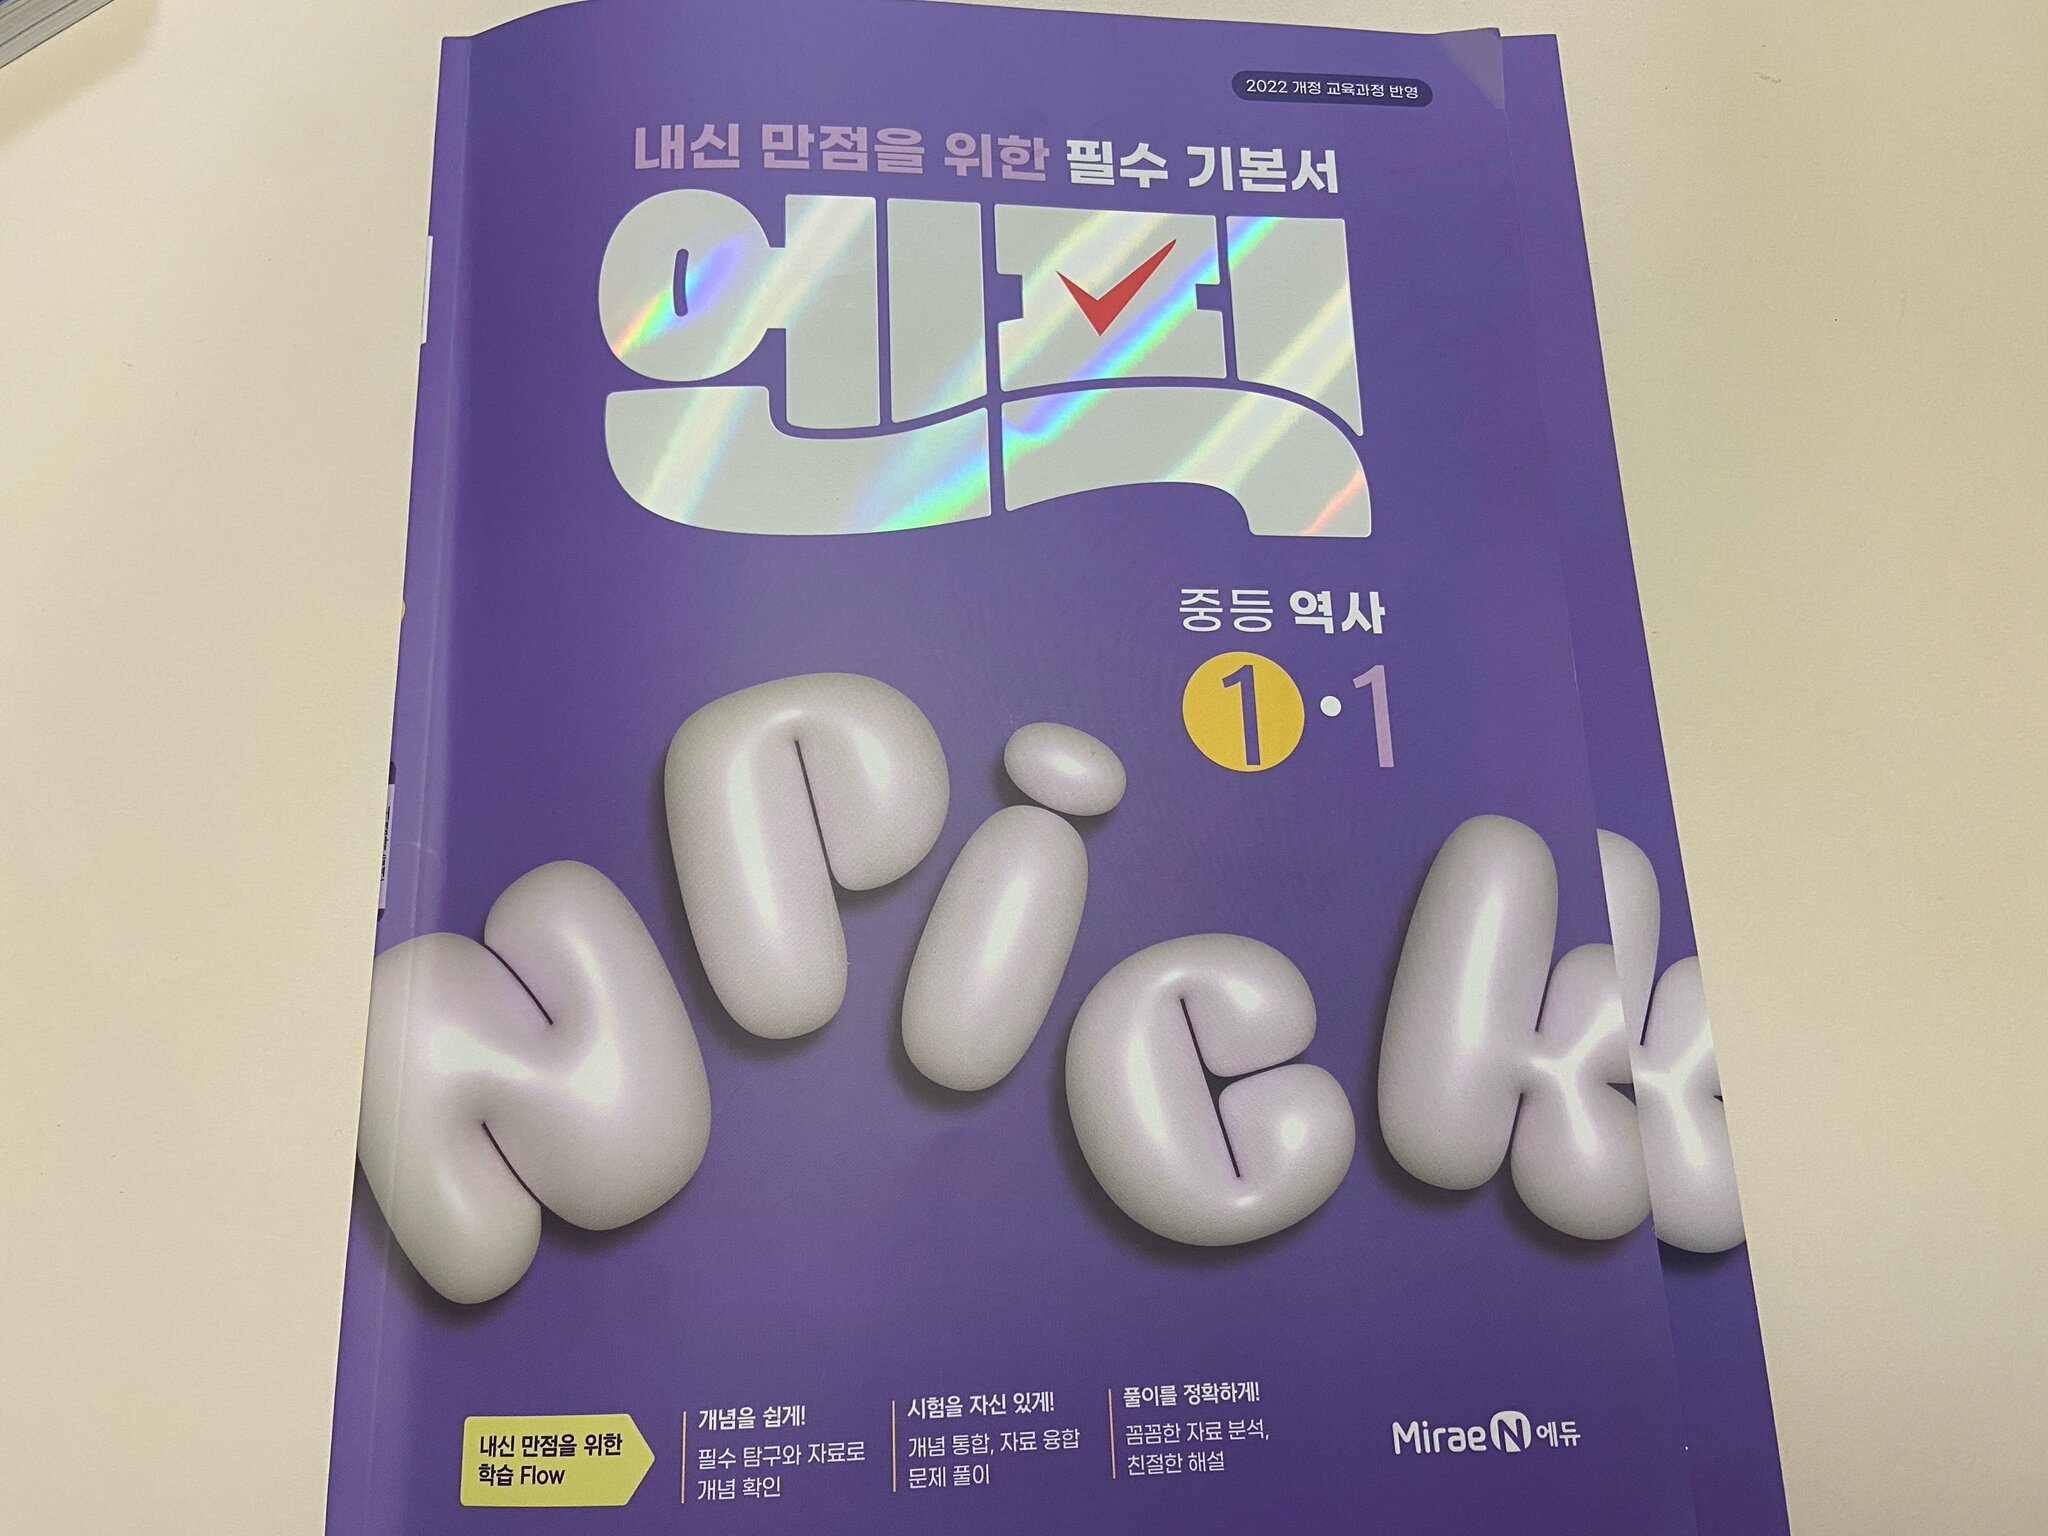 2022 개정 교육과정 반영
내신 만점을 위한 필수 기본서
엔픽
중등 역사
1·1
NPick
내신 만점을 위한
학습 Flow
개념을 쉽게!
필수 탐구와 자료로
개념 확인
시험을 자신 있게!
개념 통합, 자료 융합
문제 풀이
풀이를 정확하게!
꼼꼼한 자료 분석,
친절한 해설
Mirae N 에듀